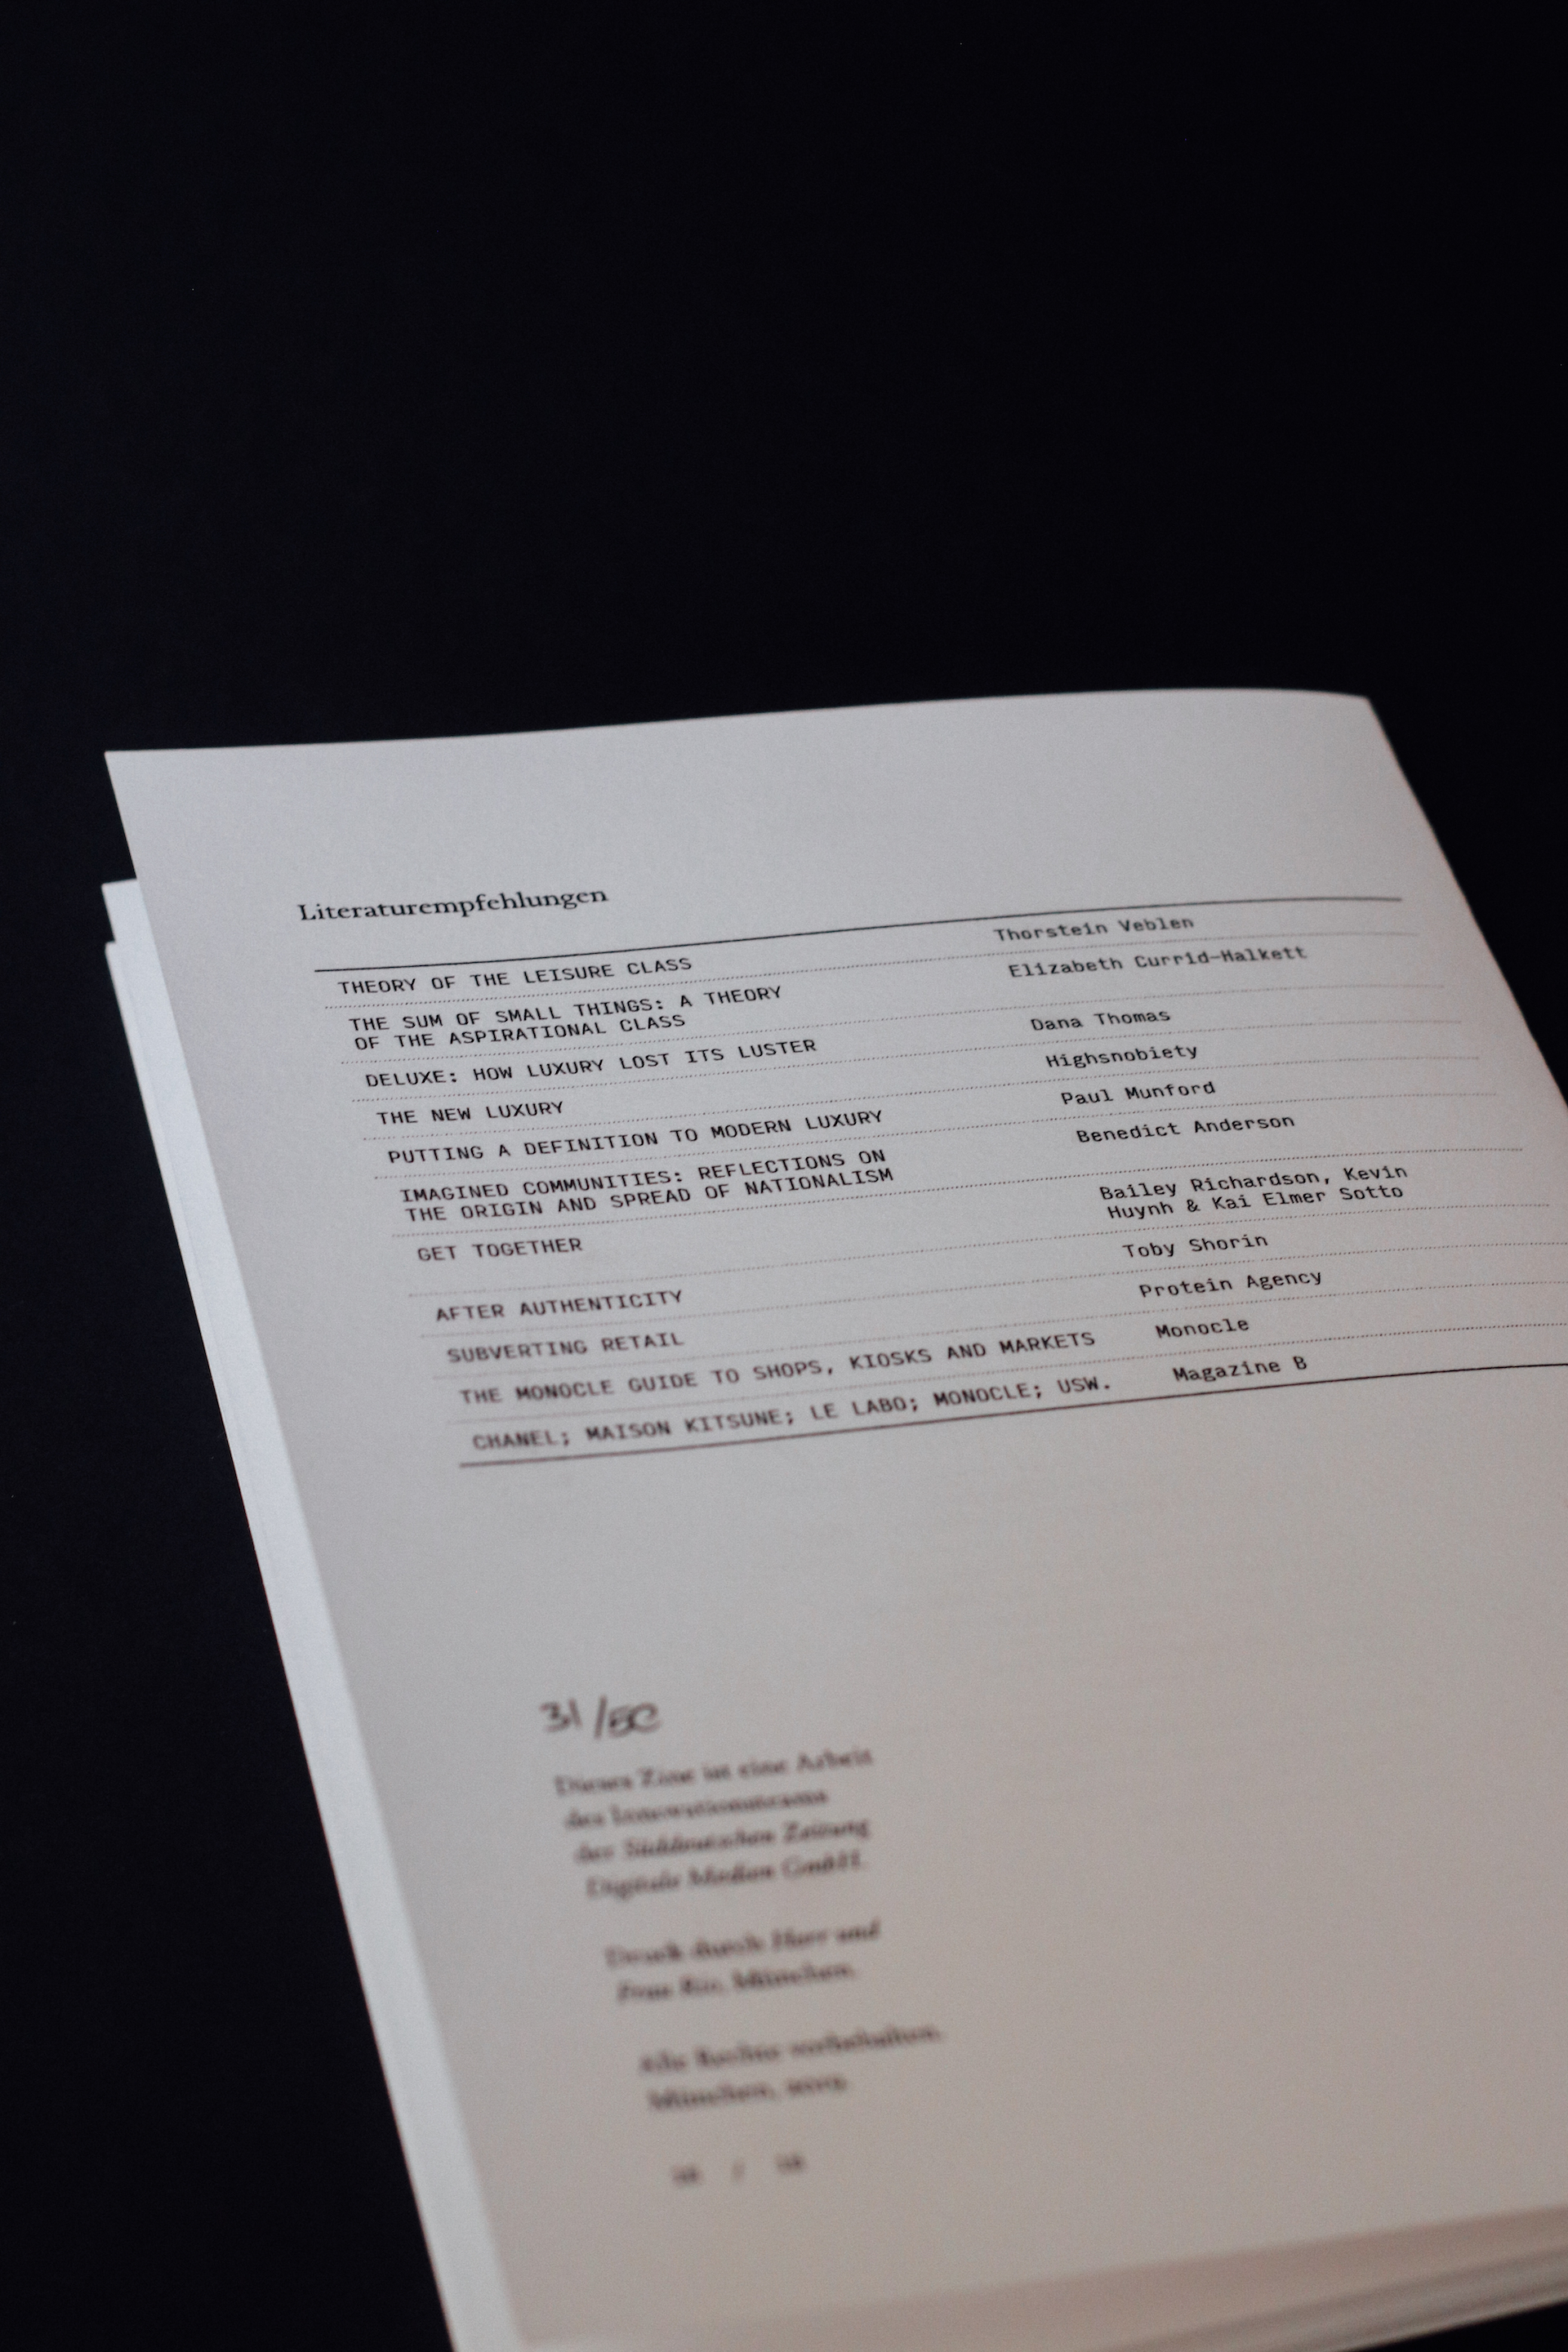 Literaturempfehlungen
THEORY OF THE LEISURE CLASS Thorstein Veblen
THE SUM OF SMALL THINGS: A THEORY Elizabeth Currid-Halkett
OF THE ASPIRATIONAL CLASS
DELUXE: HOW LUXURY LOST ITS LUSTER Dana Thomas
THE NEW LUXURY Highsnobiety
PUTTING A DEFINITION TO MODERN LUXURY Paul Munford
IMAGINED COMMUNITIES: REFLECTIONS ON Benedict Anderson
THE ORIGIN AND SPREAD OF NATIONALISM
GET TOGETHER Bailey Richardson, Kevin
Huynh & Kai Elmer Sotto
AFTER AUTHENTICITY Toby Shorin
SUBVERTING RETAIL Protein Agency
THE MONOCLE GUIDE TO SHOPS, KIOSKS AND MARKETS Monocle
CHANEL; MAISON KITSUNE; LE LABO; MONOCLE; USW. Magazine B
31/50
Dieses Zine ist eine Arbeit
des Innovationsteams
der Süddeutschen Zeitung
Digitale Medien GmbH.
Druck durch Herr und
Frau Rio, München.
Alle Rechte vorbehalten.
München,